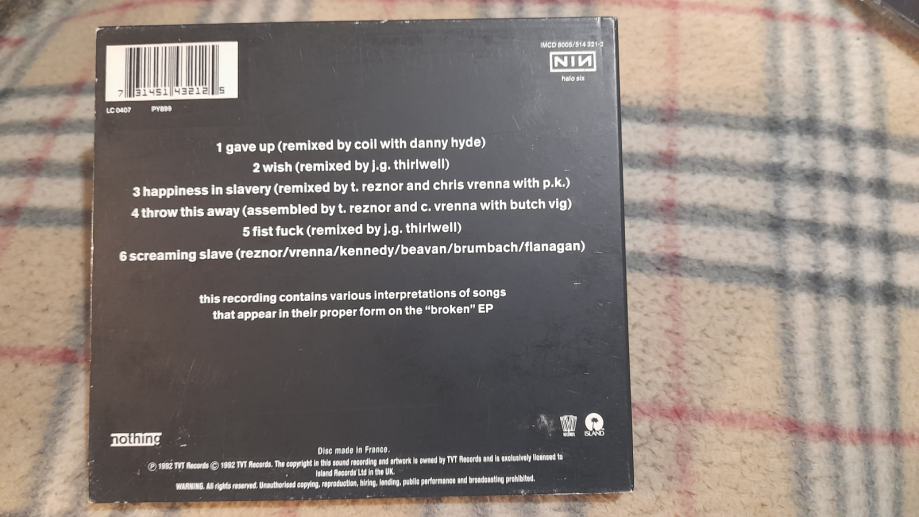 IMCD 8005/514 321-2
NIN
halo six
7 31451 43212 5
LC 0407 PY899
1 gave up (remixed by coil with danny hyde)
2 wish (remixed by j.g. thirlwell)
3 happiness in slavery (remixed by t. reznor and chris vrenna with p.k.)
4 throw this away (assembled by t. reznor and c. vrenna with butch vig)
5 fist fuck (remixed by j.g. thirlwell)
6 screaming slave (reznor/vrenna/kennedy/beavan/brumbach/flanagan)
this recording contains various interpretations of songs
that appear in their proper form on the “broken” EP
nothing
ISLAND
Disc made in France.
Ⓟ 1992 TVT Records © 1992 TVT Records. The copyright in this sound recording and artwork is owned by TVT Records and is exclusively licensed to
Island Records Ltd in the UK.
WARNING. All rights reserved. Unauthorised copying, reproduction, hiring, lending, public performance and broadcasting prohibited.